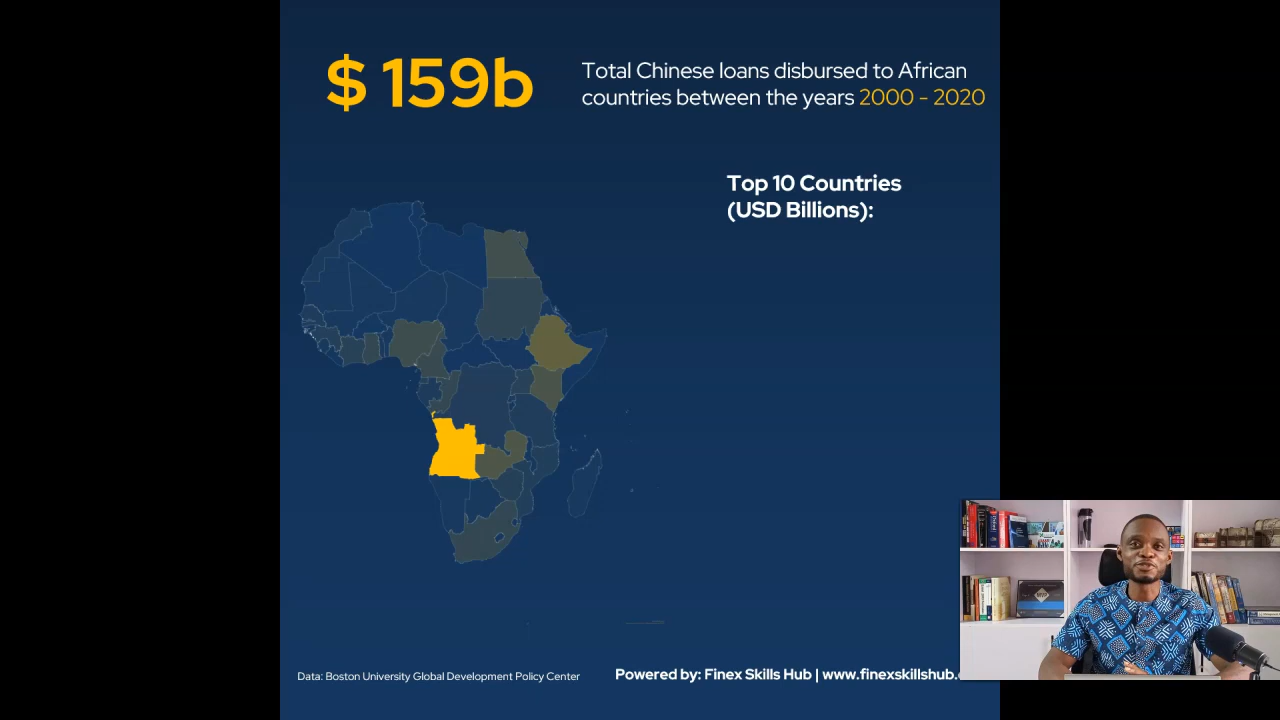 $ 159b
Total Chinese loans disbursed to African
countries between the years 2000 - 2020
Top 10 Countries
(USD Billions):
Data: Boston University Global Development Policy Center
Powered by: Finex Skills Hub | www.finexskillshub.